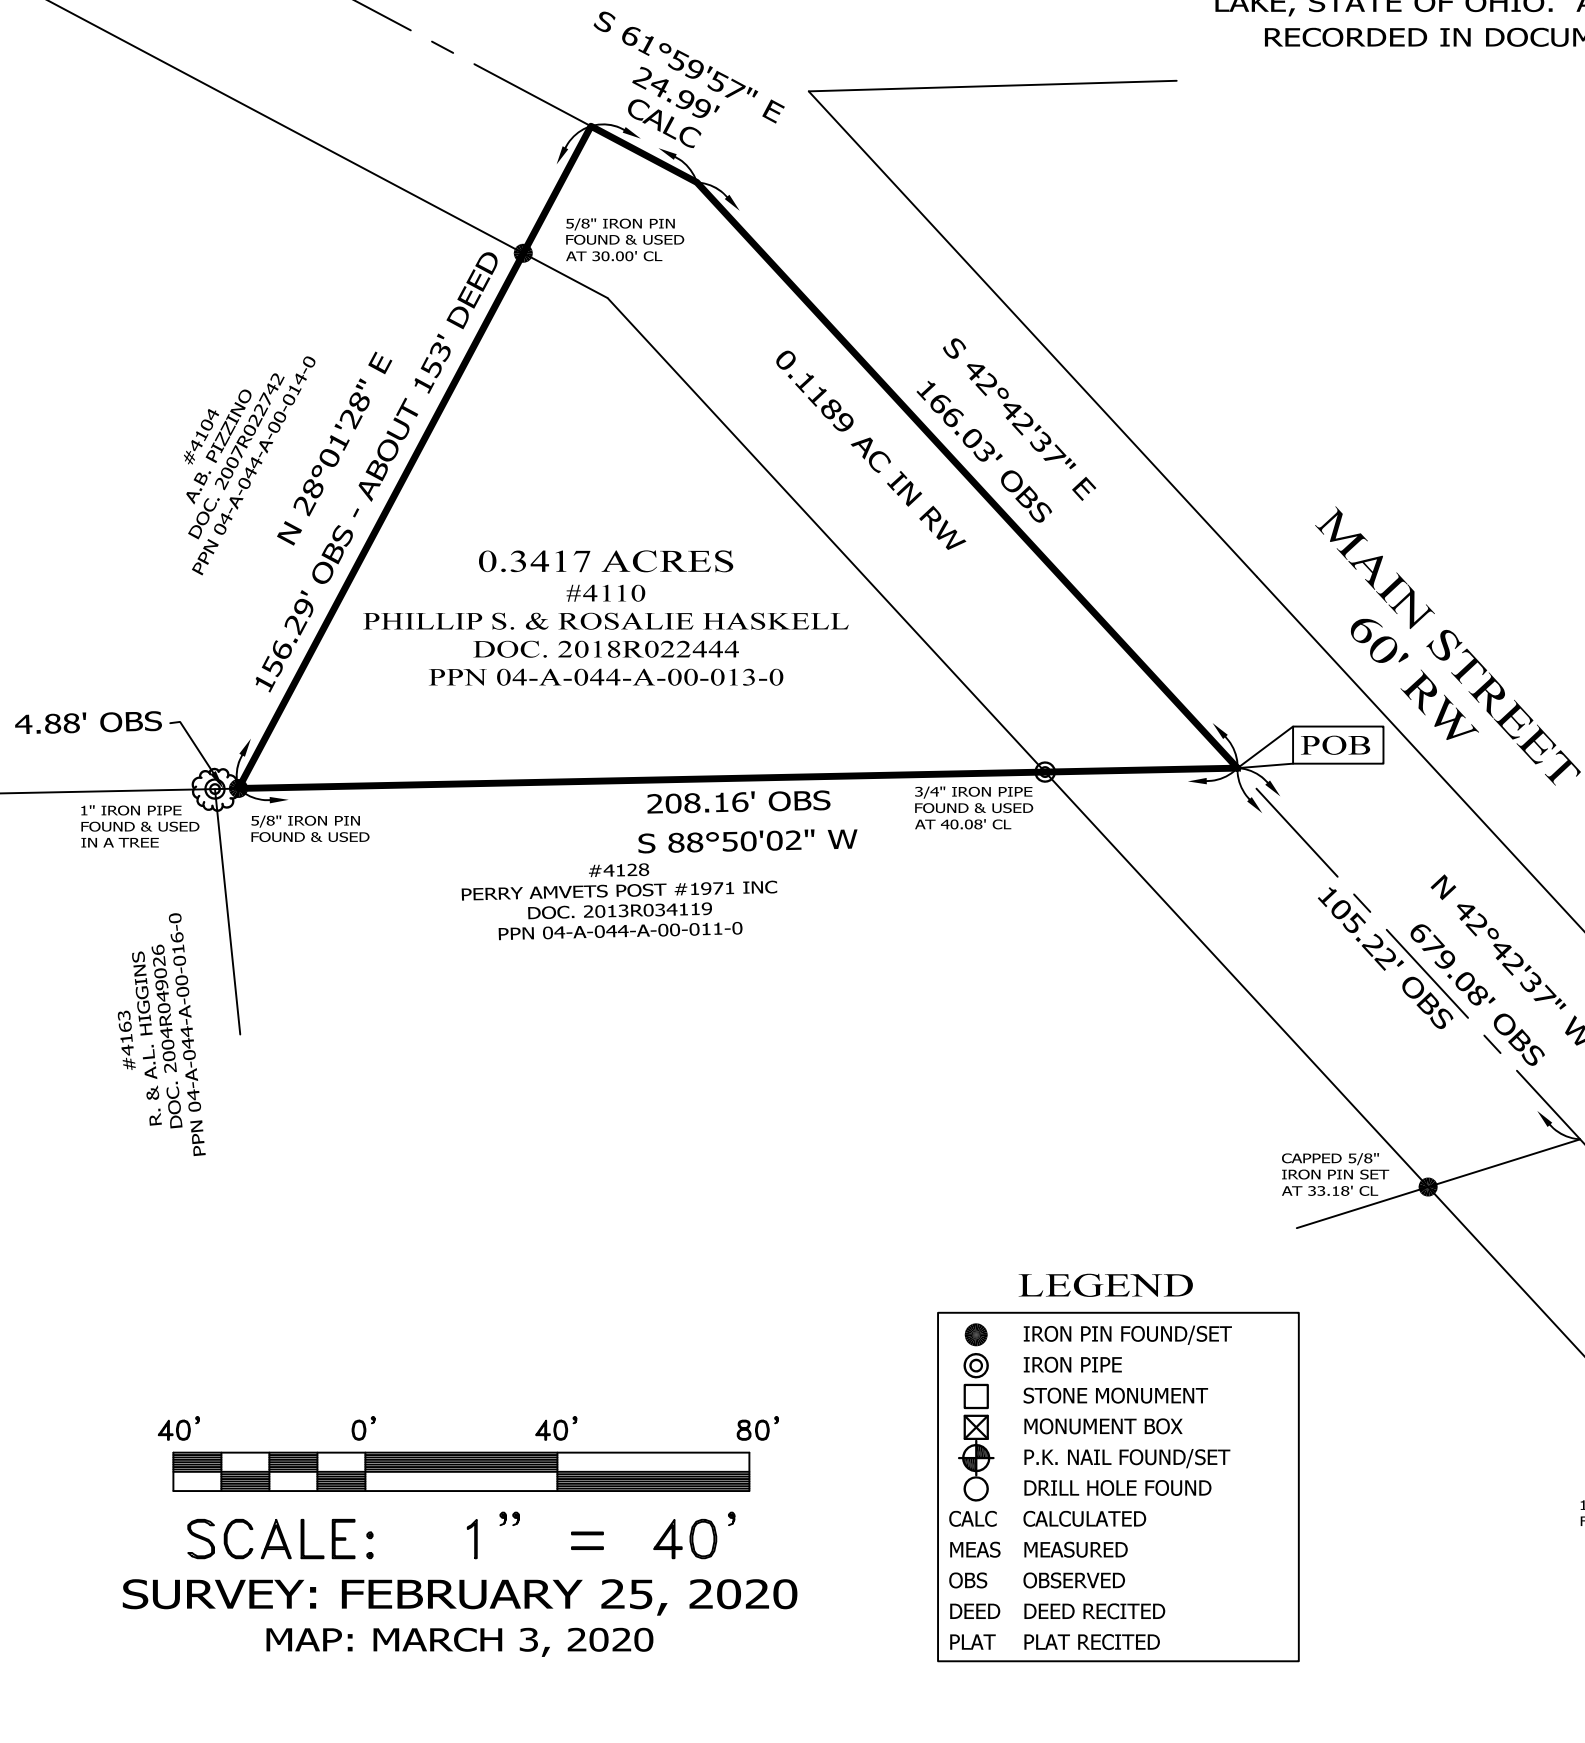 LAKE, STATE OF OHIO.
RECORDED IN
S 61°59'57" E
24.99'
CALC
5/8" IRON PIN
FOUND & USED
AT 30.00' CL
N 28°01'28" E
156.29' OBS - ABOUT 153' DEED
#4104
A.B. PIZZINO
DOC. 2007R022742
PPN 04-A-044-A-00-014-0
S 42°42'37" E
166.03' OBS
0.1189 AC IN RW
MAIN STREET
60' RW
0.3417 ACRES
#4110
PHILLIP S. & ROSALIE HASKELL
DOC. 2018R022444
PPN 04-A-044-A-00-013-0
4.88' OBS
POB
1" IRON PIPE
FOUND & USED
IN A TREE
5/8" IRON PIN
FOUND & USED
208.16' OBS
S 88°50'02" W
3/4" IRON PIPE
FOUND & USED
AT 40.08' CL
#4128
PERRY AMVETS POST #1971 INC
DOC. 2013R034119
PPN 04-A-044-A-00-011-0
N 42°42'37" W
679.08' OBS
105.22' OBS
#4163
R. & A.L. HIGGINS
DOC. 2004R049026
PPN 04-A-044-A-00-016-0
CAPPED 5/8"
IRON PIN SET
AT 33.18' CL
LEGEND
IRON PIN FOUND/SET
IRON PIPE
STONE MONUMENT
MONUMENT BOX
P.K. NAIL FOUND/SET
DRILL HOLE FOUND
CALC CALCULATED
MEAS MEASURED
OBS OBSERVED
DEED DEED RECITED
PLAT PLAT RECITED
40' 0' 40' 80'
SCALE: 1" = 40'
SURVEY: FEBRUARY 25, 2020
MAP: MARCH 3, 2020